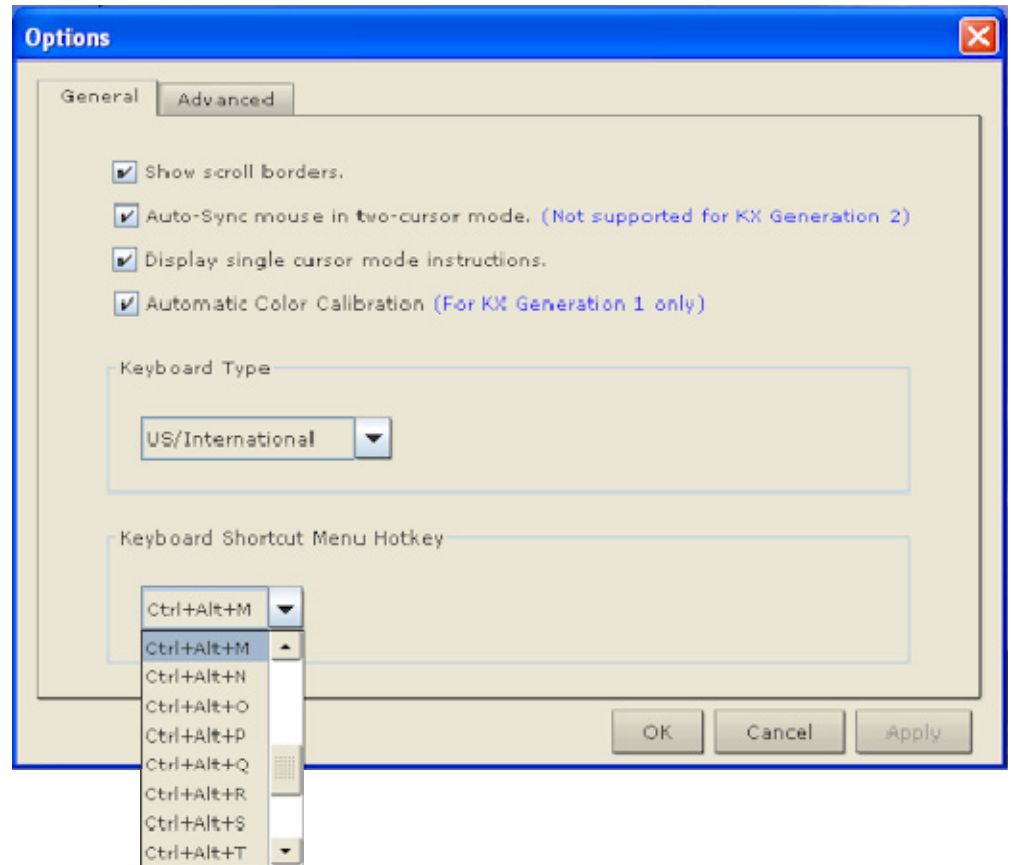 Options
General Advanced
Show scroll borders.
Auto-Sync mouse in two-cursor mode. (Not supported for KX Generation 2)
Display single cursor mode instructions.
Automatic Color Calibration (For KX Generation 1 only)
Keyboard Type
US/International
Keyboard Shortcut Menu Hotkey
Ctrl+Alt+M
Ctrl+Alt+M
Ctrl+Alt+N
Ctrl+Alt+O
Ctrl+Alt+P
Ctrl+Alt+Q
Ctrl+Alt+R
Ctrl+Alt+S
Ctrl+Alt+T
OK Cancel Apply